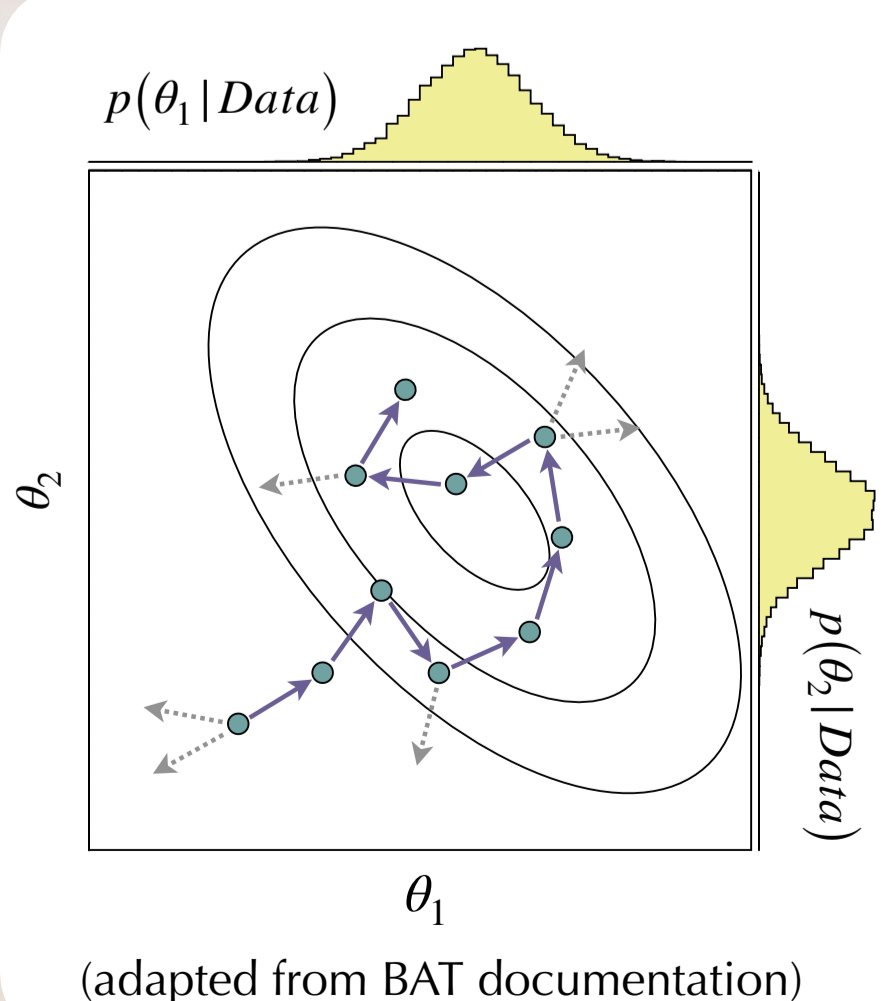 p(θ₁|Data)
θ₂
p(θ₂|Data)
θ₁
(adapted from BAT documentation)